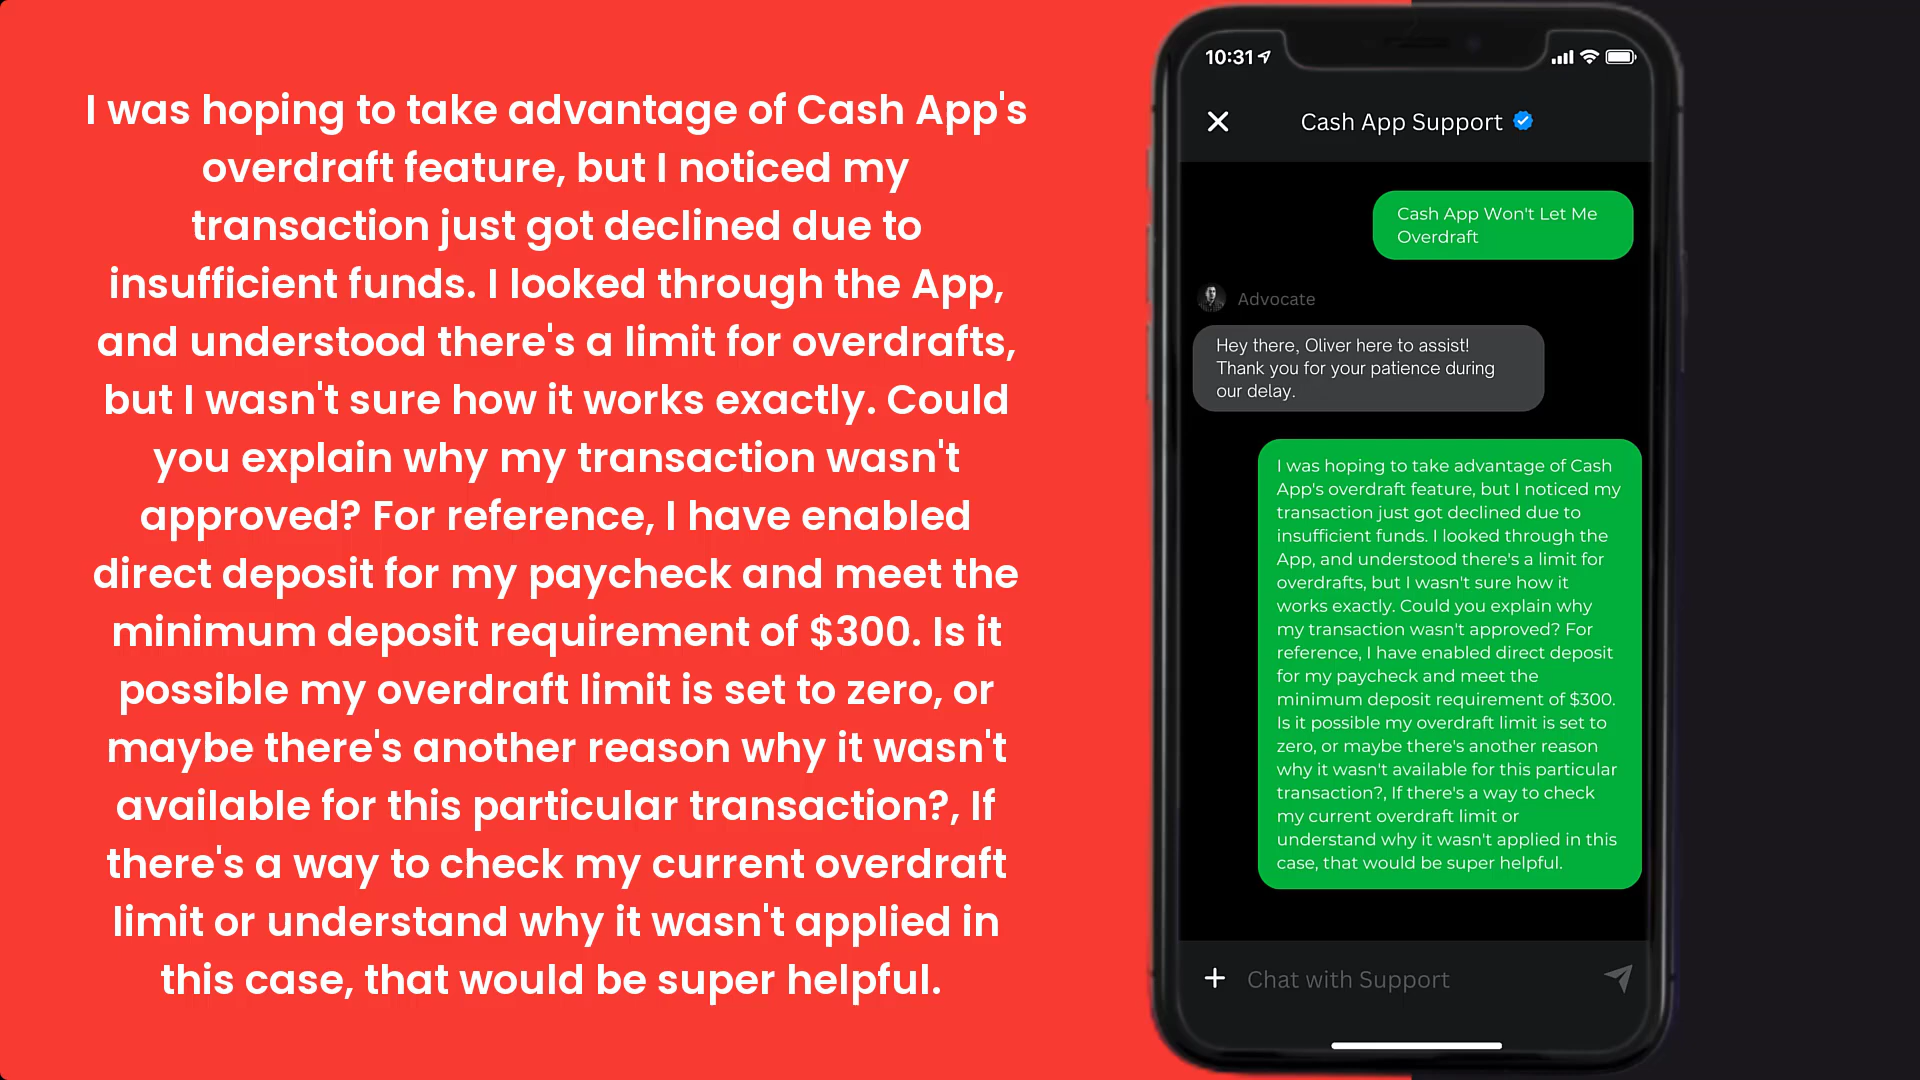 I was hoping to take advantage of Cash App's
overdraft feature, but I noticed my
transaction just got declined due to
insufficient funds. I looked through the App,
and understood there's a limit for overdrafts,
but I wasn't sure how it works exactly. Could
you explain why my transaction wasn't
approved? For reference, I have enabled
direct deposit for my paycheck and meet the
minimum deposit requirement of $300. Is it
possible my overdraft limit is set to zero, or
maybe there's another reason why it wasn't
available for this particular transaction?, If
there's a way to check my current overdraft
limit or understand why it wasn't applied in
this case, that would be super helpful.
10:31
Cash App Support
Cash App Won't Let Me
Overdraft
Advocate
Hey there, Oliver here to assist!
Thank you for your patience during
our delay.
I was hoping to take advantage of Cash
App's overdraft feature, but I noticed my
transaction just got declined due to
insufficient funds. I looked through the
App, and understood there's a limit for
overdrafts, but I wasn't sure how it
works exactly. Could you explain why
my transaction wasn't approved? For
reference, I have enabled direct deposit
for my paycheck and meet the
minimum deposit requirement of $300.
Is it possible my overdraft limit is set to
zero, or maybe there's another reason
why it wasn't available for this particular
transaction?, If there's a way to check
my current overdraft limit or
understand why it wasn't applied in this
case, that would be super helpful.
Chat with Support